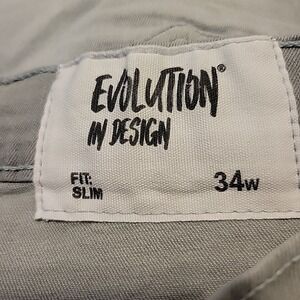 EVOLUTION®
IN DESIGN
FIT:
SLIM
34W